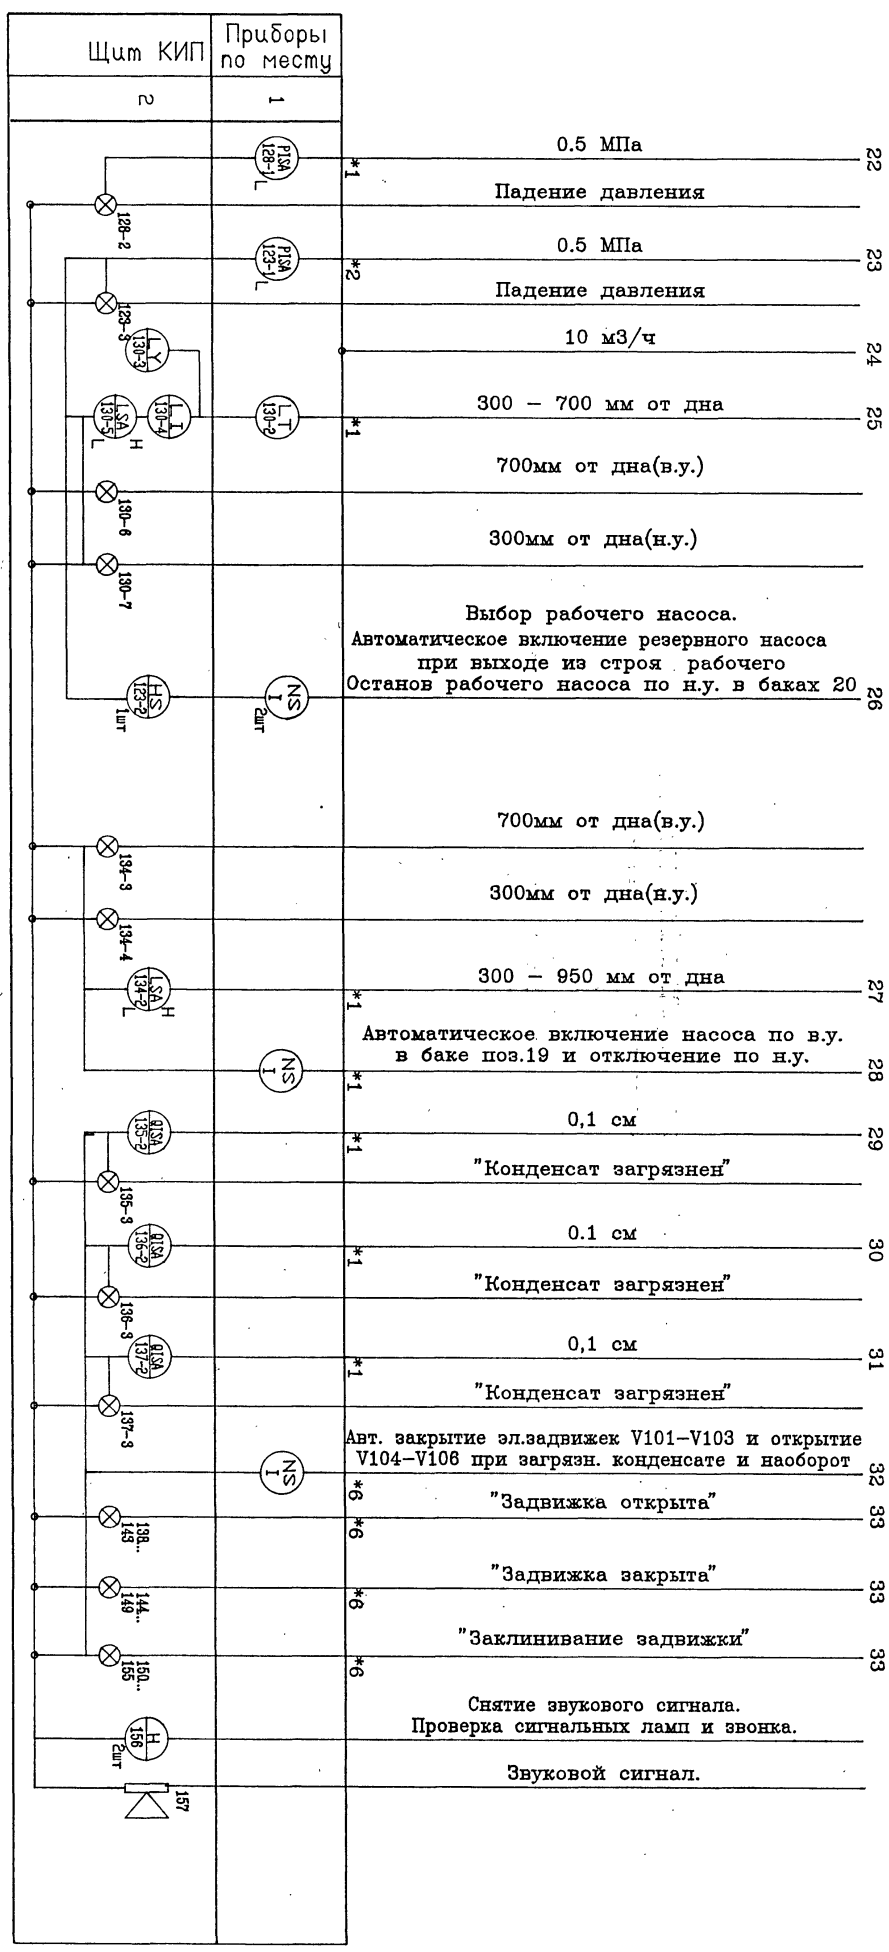 Щит КИП
Приборы
по месту
2
1
PISA
128-1
L
*1
0.5 МПа
22
128-2
Падение давления
PISA
123-1
L
*2
0.5 МПа
23
123-3
Падение давления
LY
130-3
10 м3/ч
24
LSA
130-5
H
L
LI
130-4
LT
130-2
*1
300 – 700 мм от дна
25
130-6
700мм от дна(в.у.)
130-7
300мм от дна(н.у.)
Выбор рабочего насоса.
Автоматическое включение резервного насоса
при выходе из строя рабочего
Останов рабочего насоса по н.у. в баках 20
HS
123-2
1шт
NS
I
2шт
26
134-3
700мм от дна(в.у.)
134-4
300мм от дна(н.у.)
LSA
134-2
H
L
*1
300 – 950 мм от дна
27
Автоматическое включение насоса по в.у.
в баке поз.19 и отключение по н.у.
NS
I
*1
28
QISA
135-2
*1
0,1 см
29
135-3
"Конденсат загрязнен"
QISA
136-2
*1
0.1 см
30
136-3
"Конденсат загрязнен"
QISA
137-2
*1
0,1 см
31
137-3
"Конденсат загрязнен"
Авт. закрытие эл.задвижек V101–V103 и открытие
V104–V106 при загрязн. конденсате и наоборот
NS
I
*6
32
138...
143
*6
"Задвижка открыта"
33
144...
149
*6
"Задвижка закрыта"
33
150...
155
*6
"Заклинивание задвижки"
33
Снятие звукового сигнала.
Проверка сигнальных ламп и звонка.
H
156
2шт
157
Звуковой сигнал.